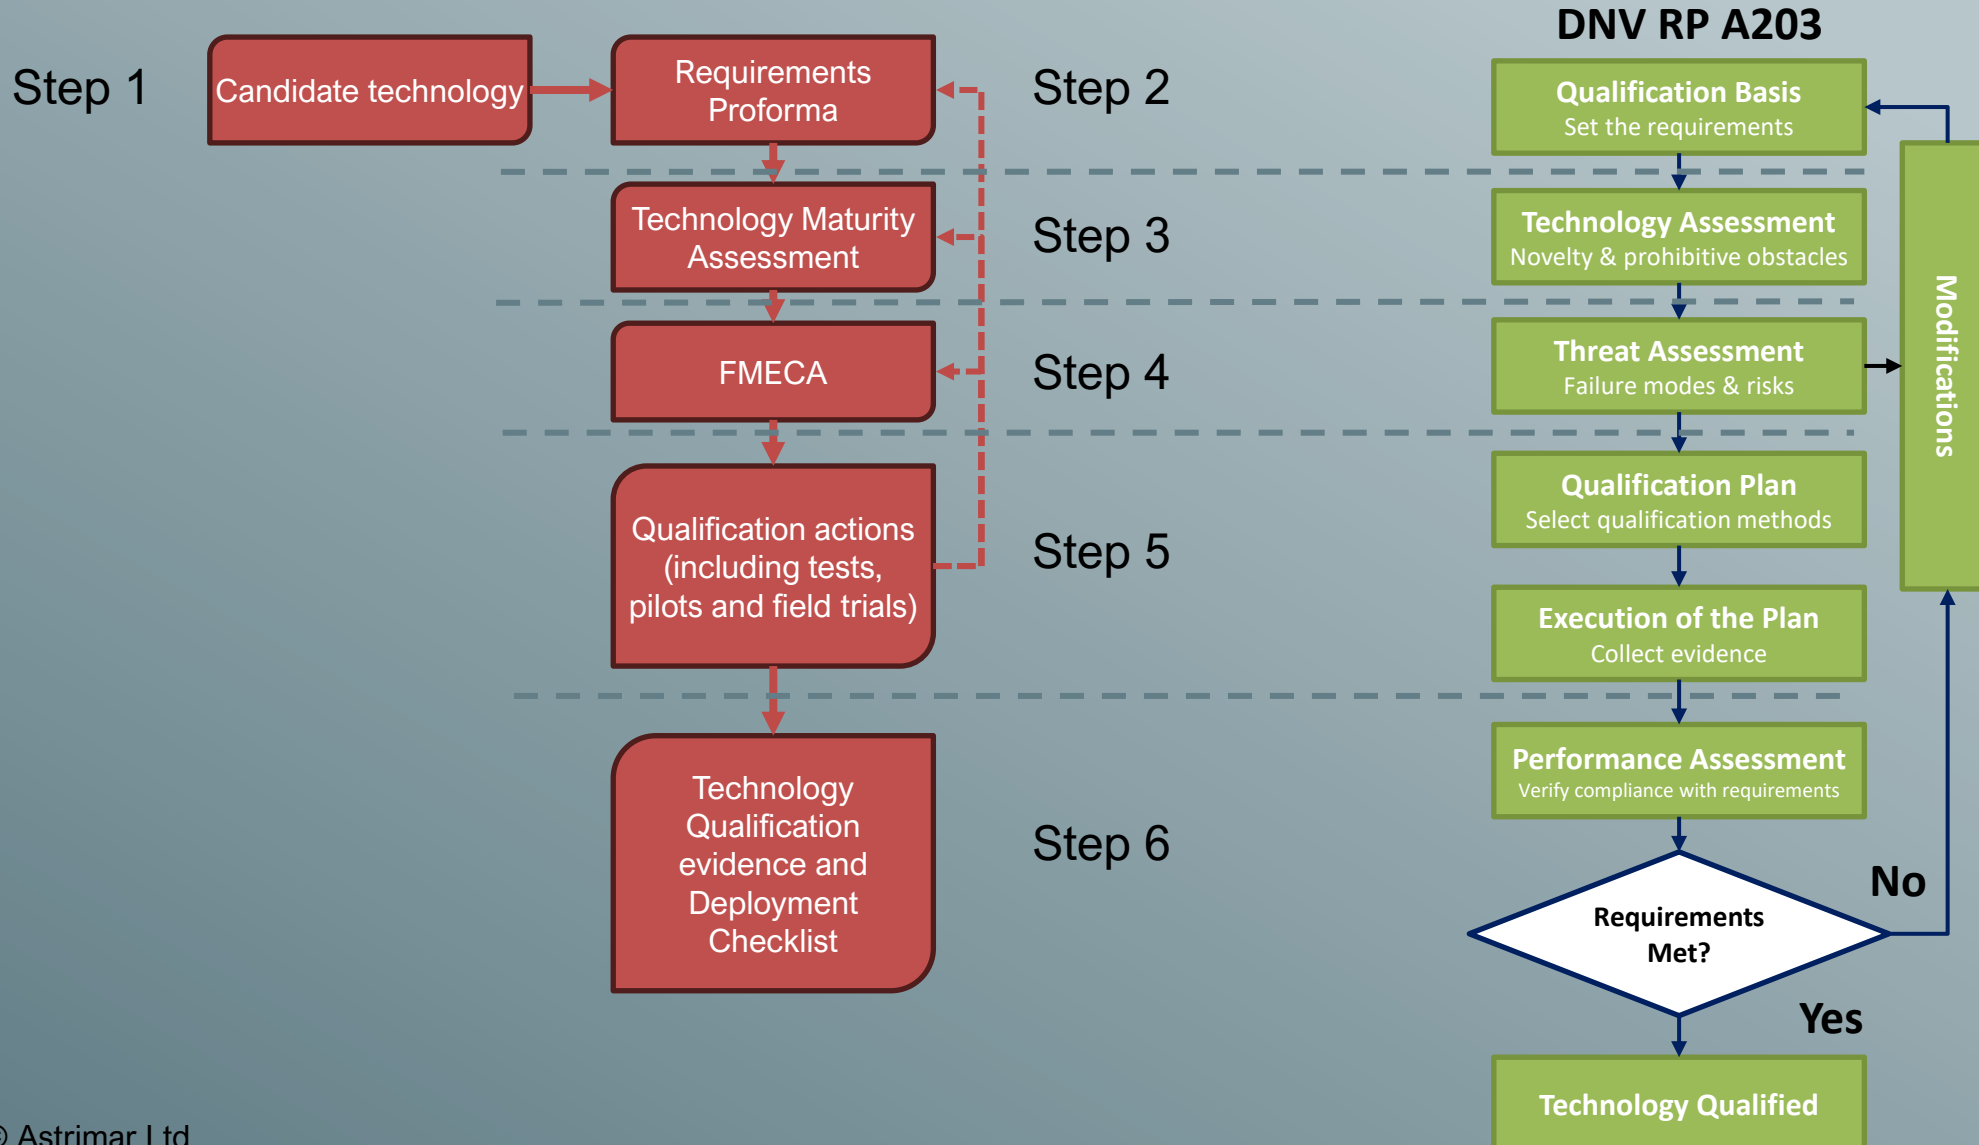 DNV RP A203
Step 1
Candidate technology
Requirements
Proforma
Step 2
Qualification Basis
Set the requirements
Technology Maturity
Assessment
Step 3
Technology Assessment
Novelty & prohibitive obstacles
FMECA
Step 4
Threat Assessment
Failure modes & risks
Modifications
Qualification actions
(including tests,
pilots and field trials)
Step 5
Qualification Plan
Select qualification methods
Execution of the Plan
Collect evidence
Technology
Qualification
evidence and
Deployment
Checklist
Step 6
Performance Assessment
Verify compliance with requirements
Requirements
Met?
No
Yes
Technology Qualified
© Astrimar Ltd